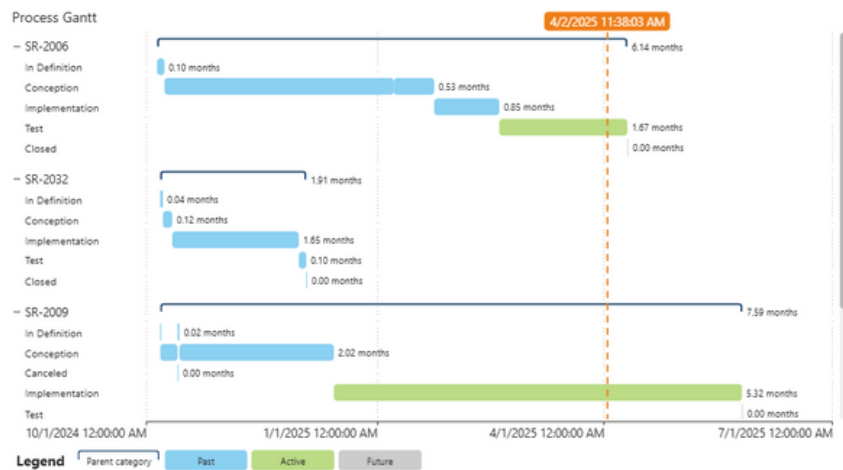 Process Gantt
4/2/2025 11:38:03 AM
− SR-2006
6.14 months
In Definition
0.10 months
Conception
0.53 months
Implementation
0.85 months
Test
1.67 months
Closed
0.00 months
− SR-2032
1.91 months
In Definition
0.04 months
Conception
0.12 months
Implementation
1.65 months
Test
0.10 months
Closed
0.00 months
− SR-2009
7.59 months
In Definition
0.02 months
Conception
2.02 months
Canceled
0.00 months
Implementation
5.32 months
Test
0.00 months
10/1/2024 12:00:00 AM
1/1/2025 12:00:00 AM
4/1/2025 12:00:00 AM
7/1/2025 12:00:00 AM
Legend
Parent category
Past
Active
Future